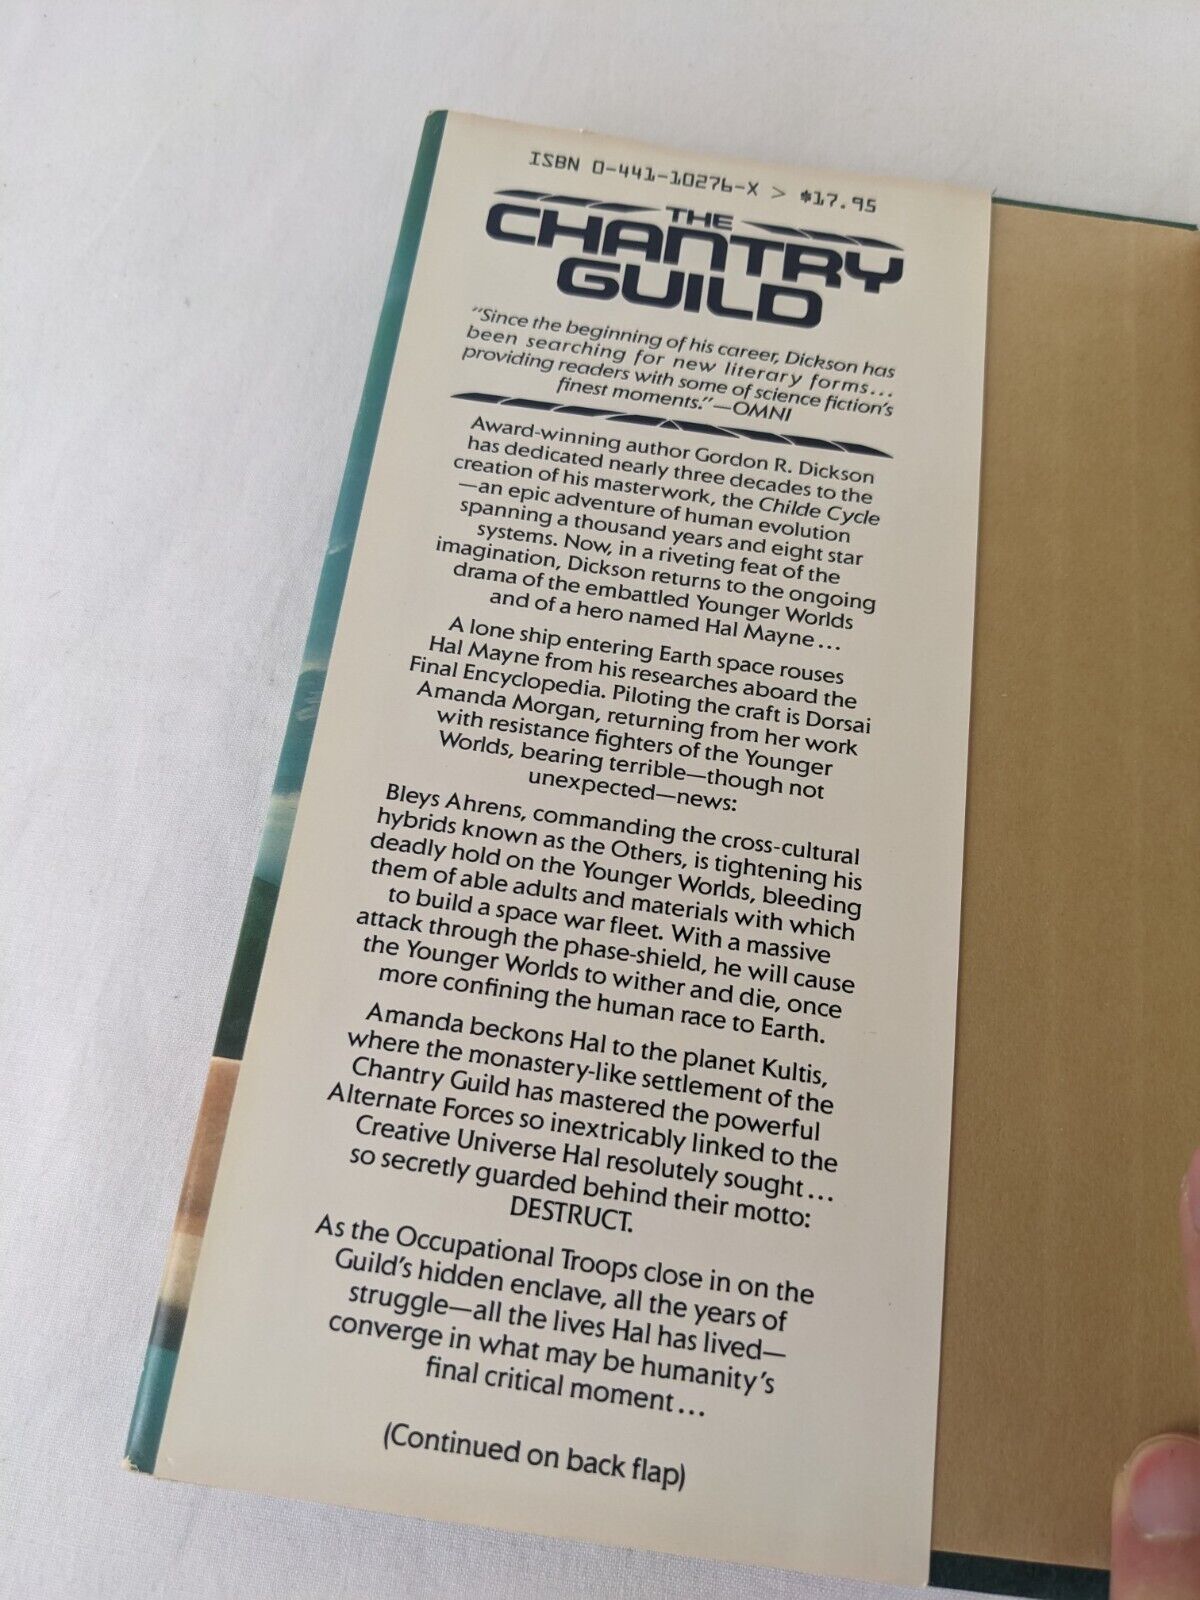 ISBN 0-441-10276-X > $17.95
THE
CHANTRY
GUILD
"Since the beginning of his career, Dickson has
been searching for new literary forms...
providing readers with some of science fiction's
finest moments."—OMNI
Award-winning author Gordon R. Dickson
has dedicated nearly three decades to the
creation of his masterwork, the Childe Cycle
—an epic adventure of human evolution
spanning a thousand years and eight star
systems. Now, in a riveting feat of the
imagination, Dickson returns to the ongoing
drama of the embattled Younger Worlds
and of a hero named Hal Mayne...
A lone ship entering Earth space rouses
Hal Mayne from his researches aboard the
Final Encyclopedia. Piloting the craft is Dorsai
Amanda Morgan, returning from her work
with resistance fighters of the Younger
Worlds, bearing terrible—though not
unexpected—news:
Bleys Ahrens, commanding the cross-cultural
hybrids known as the Others, is tightening his
deadly hold on the Younger Worlds, bleeding
them of able adults and materials with which
to build a space war fleet. With a massive
attack through the phase-shield, he will cause
the Younger Worlds to wither and die, once
more confining the human race to Earth.
Amanda beckons Hal to the planet Kultis,
where the monastery-like settlement of the
Chantry Guild has mastered the powerful
Alternate Forces so inextricably linked to the
Creative Universe Hal resolutely sought...
so secretly guarded behind their motto:
DESTRUCT.
As the Occupational Troops close in on the
Guild's hidden enclave, all the years of
struggle—all the lives Hal has lived—
converge in what may be humanity's
final critical moment...
(Continued on back flap)